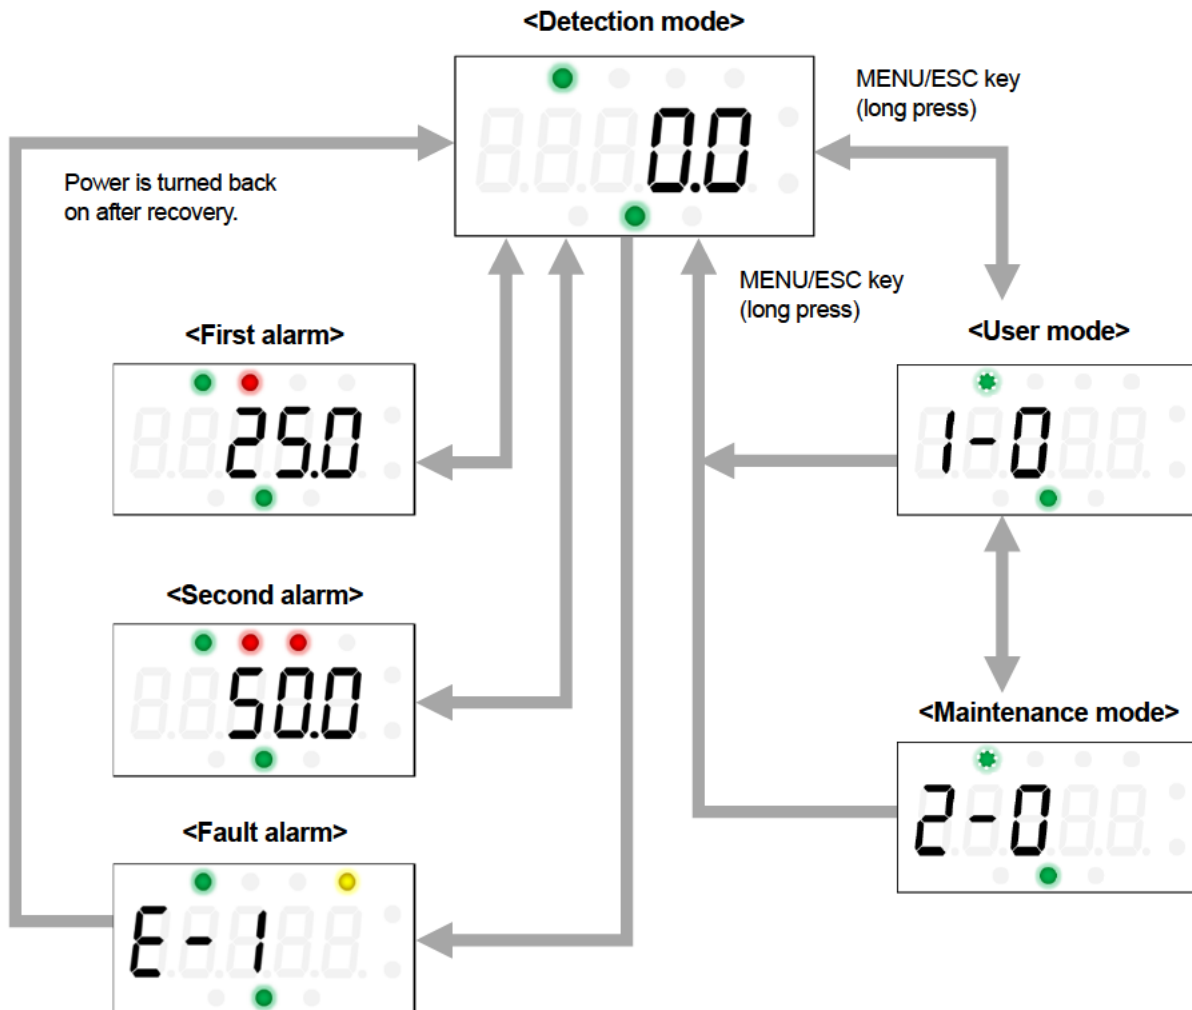 <Detection mode>
0.0
MENU/ESC key
(long press)
Power is turned back
on after recovery.
MENU/ESC key
(long press)
<First alarm>
25.0
<User mode>
1-0
<Second alarm>
50.0
<Maintenance mode>
2-0
<Fault alarm>
E-1